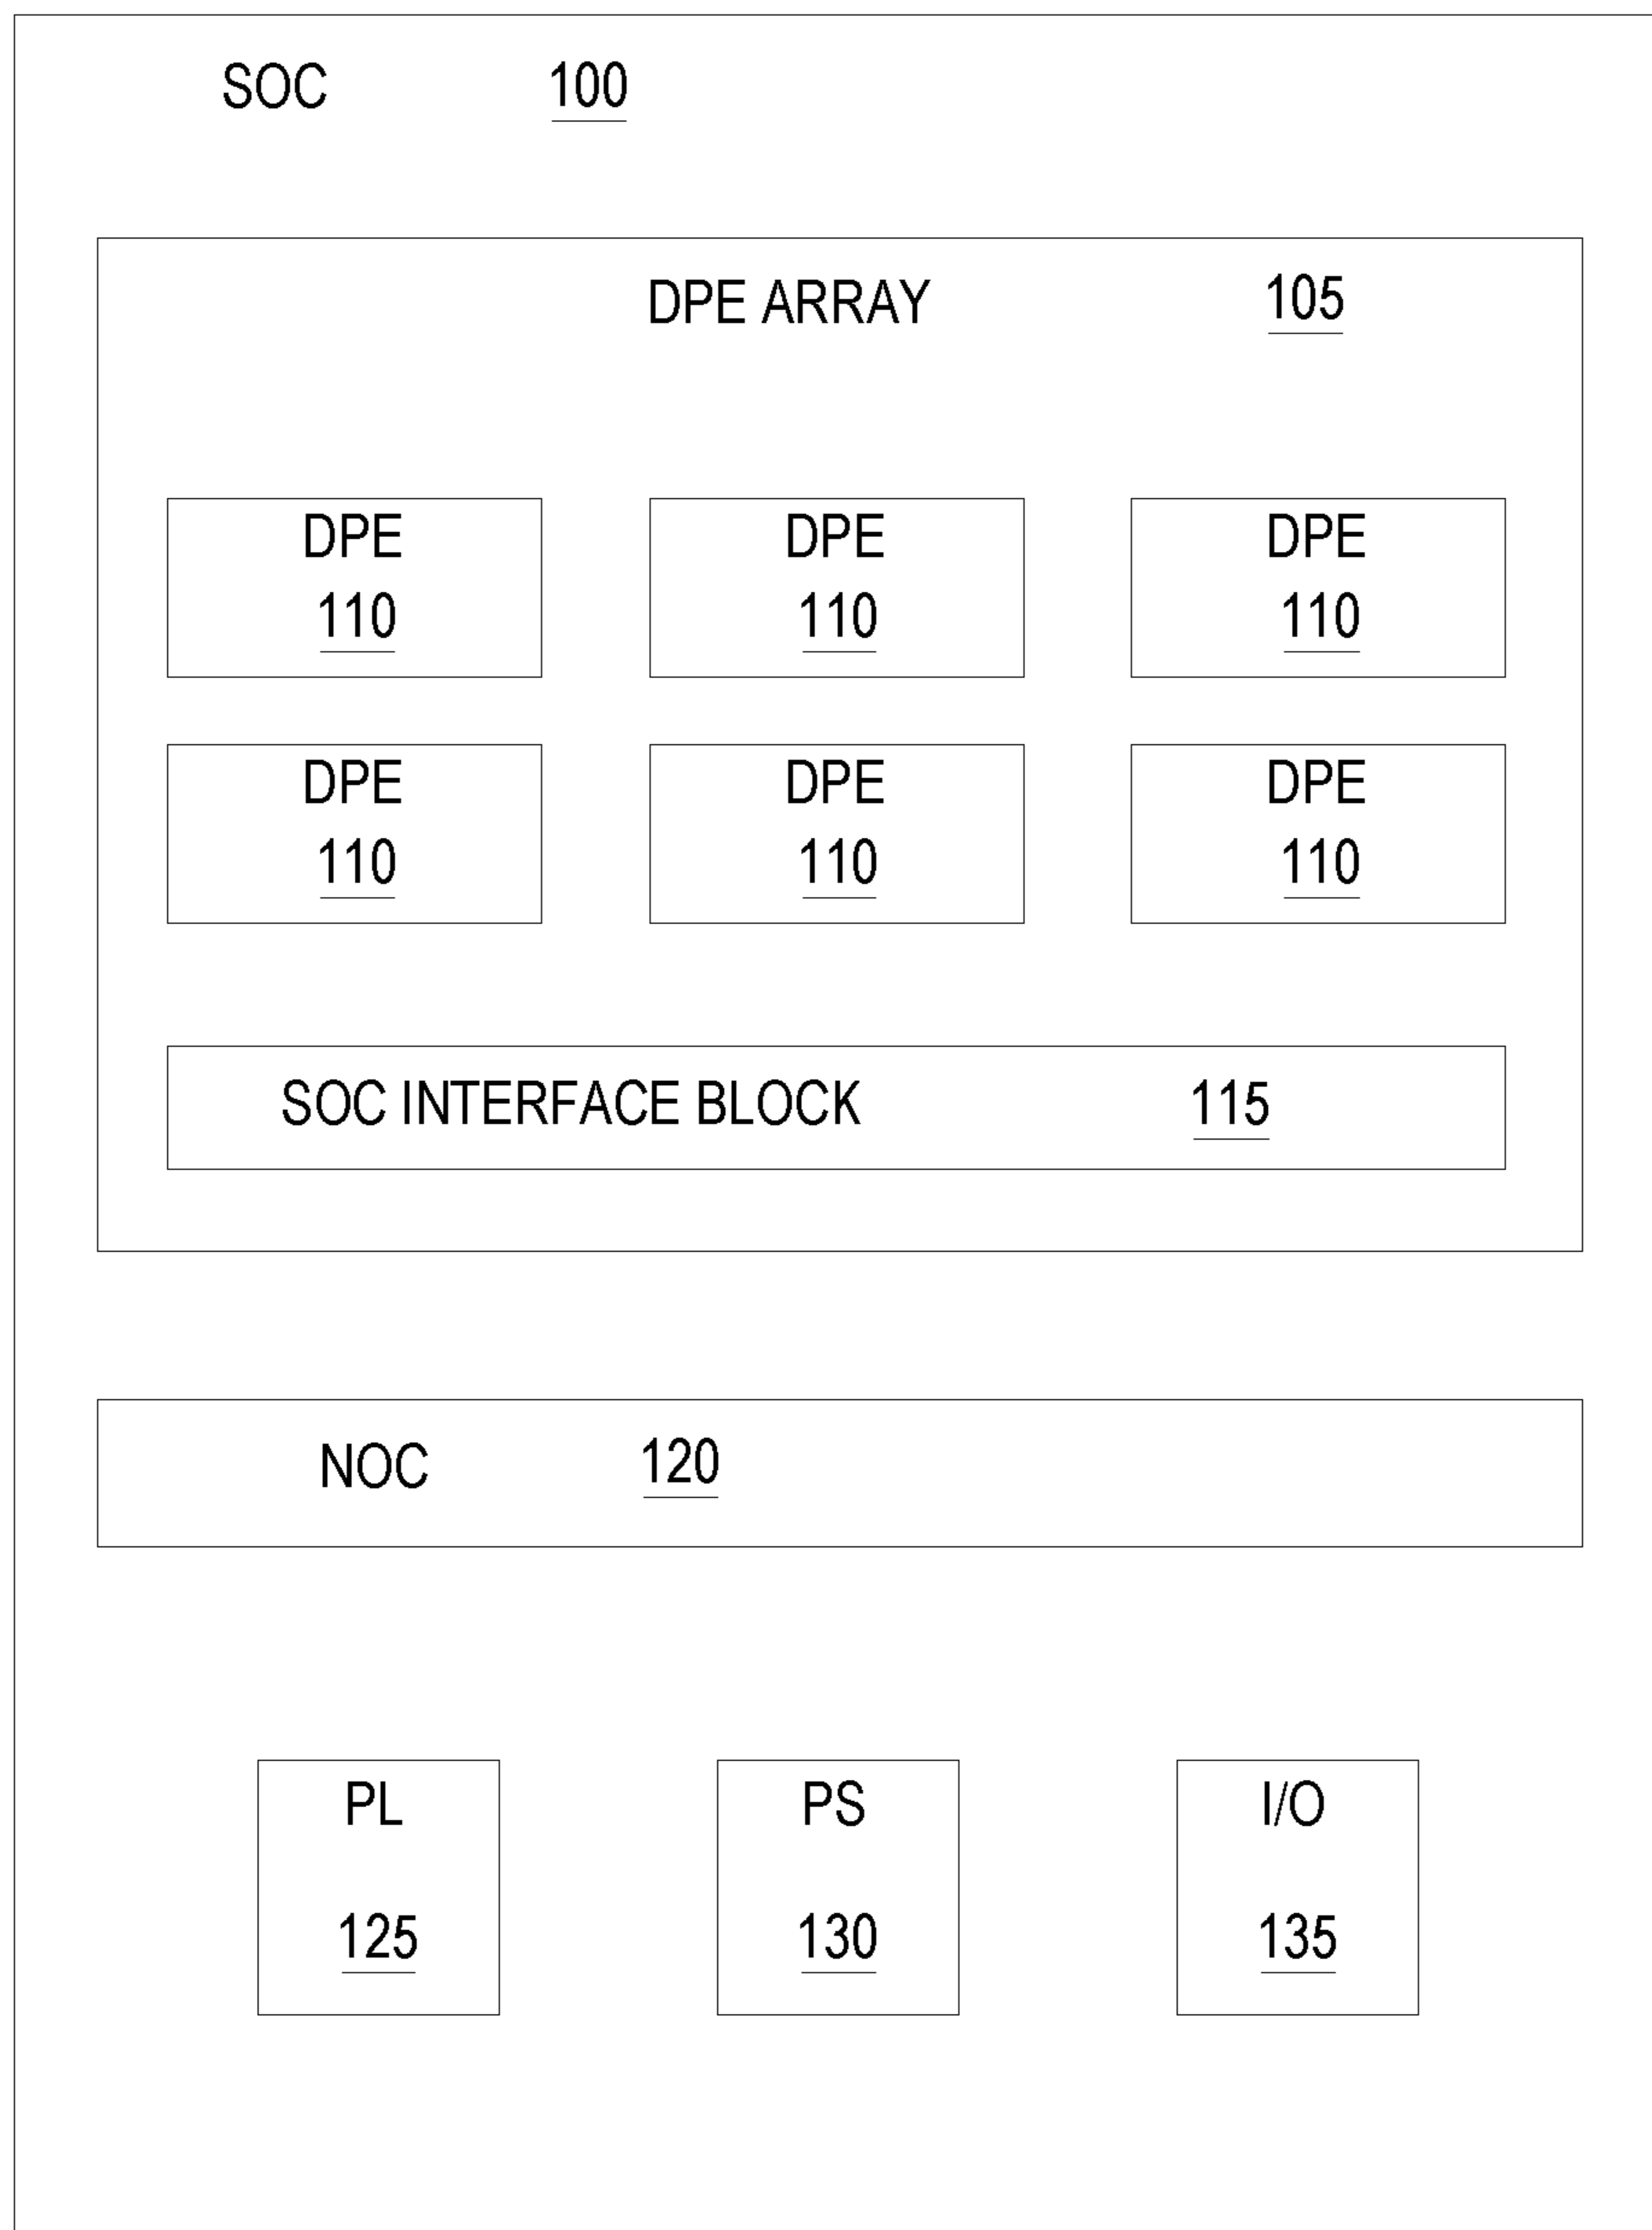 SOC 100
DPE ARRAY 105
DPE DPE DPE
110 110 110
DPE DPE DPE
110 110 110
SOC INTERFACE BLOCK 115
NOC 120
PL PS I/O
125 130 135